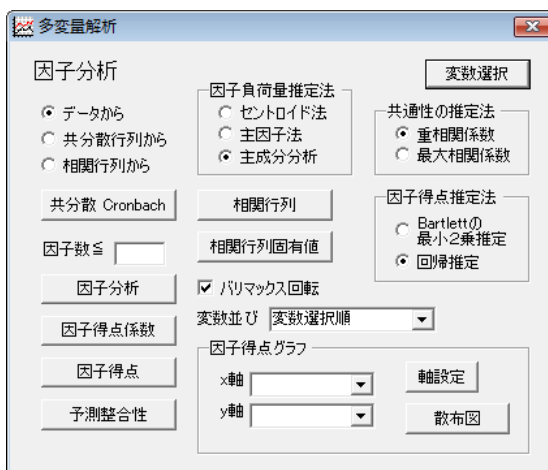 多変量解析
因子分析
変数選択
データから
共分散行列から
相関行列から
因子負荷量推定法
セントロイド法
主因子法
主成分分析
共通性の推定法
重相関係数
最大相関係数
共分散 Cronbach
相関行列
因子得点推定法
Bartlettの
最小2乗推定
回帰推定
因子数≦
相関行列固有値
因子分析
バリマックス回転
因子得点係数
変数並び 変数選択順
因子得点
予測整合性
因子得点グラフ
x軸
軸設定
y軸
散布図